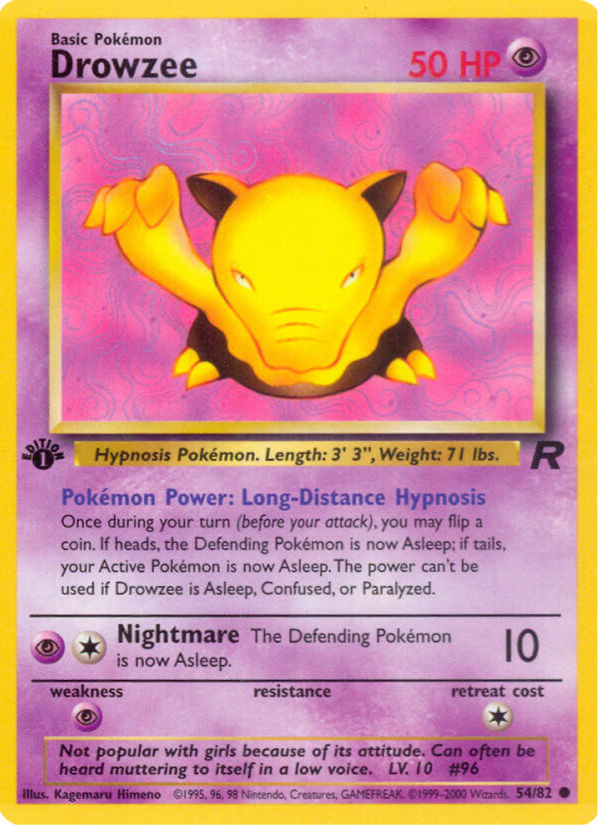 Basic Pokémon
Drowzee
50 HP
EDITION
1
Hypnosis Pokémon. Length: 3' 3", Weight: 71 lbs.
R
Pokémon Power: Long-Distance Hypnosis
Once during your turn (before your attack), you may flip a
coin. If heads, the Defending Pokémon is now Asleep; if tails,
your Active Pokémon is now Asleep. The power can't be
used if Drowzee is Asleep, Confused, or Paralyzed.
Nightmare The Defending Pokémon
is now Asleep.
10
weakness resistance retreat cost
Not popular with girls because of its attitude. Can often be
heard muttering to itself in a low voice. LV. 10 #96
Illus. Kagemaru Himeno ©1995, 96, 98 Nintendo, Creatures, GAMEFREAK. ©1999-2000 Wizards. 54/82